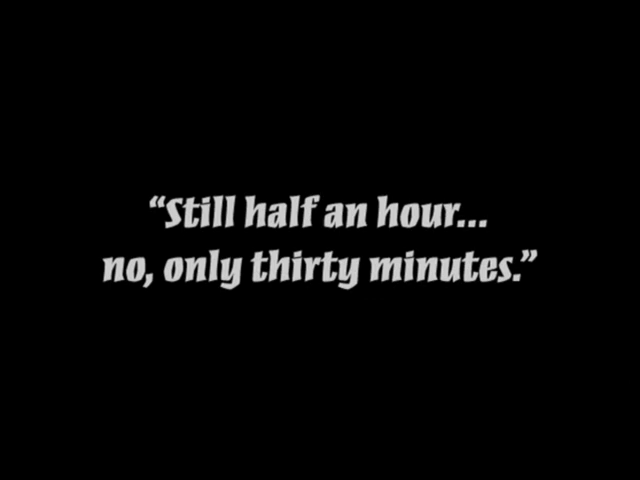 “Still half an hour...
no, only thirty minutes.”